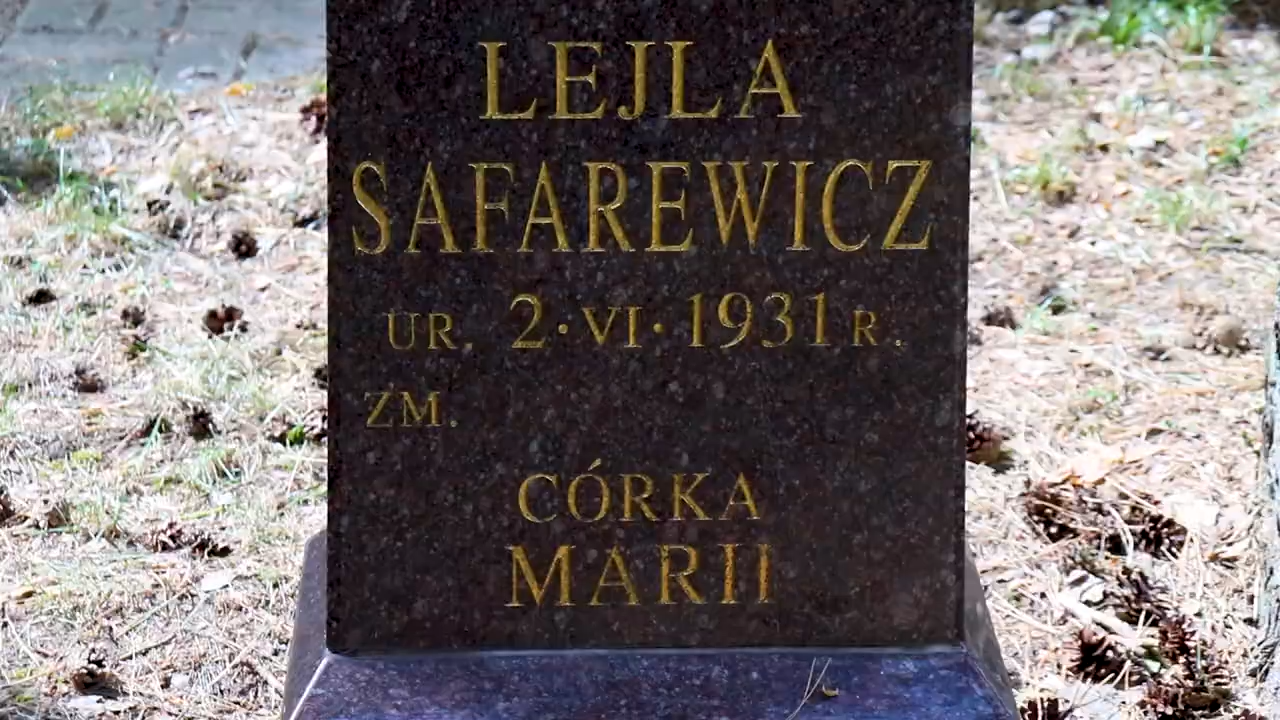 LEJLA
SAFAREWICZ
UR. 2·VI·1931 R.
ZM.
CÓRKA
MARII